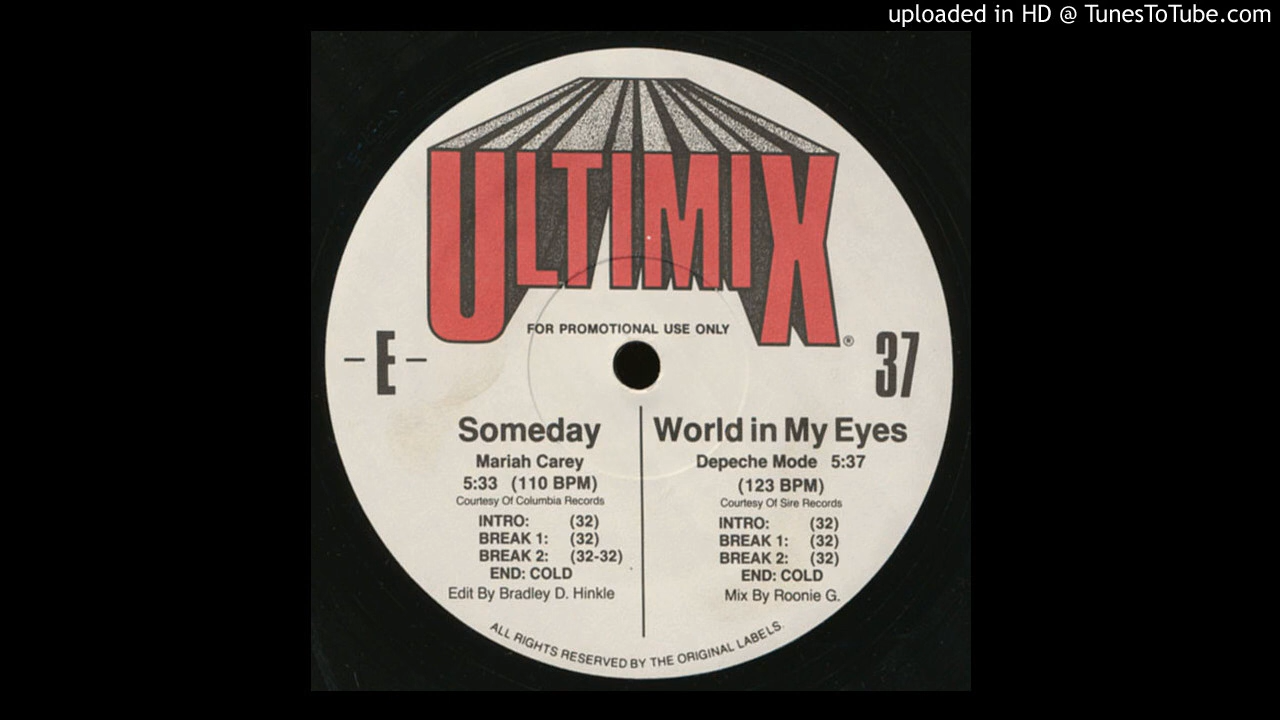 uploaded in HD @ TunesToTube.com
ULTIMIX
®
FOR PROMOTIONAL USE ONLY
- E -
37
Someday
Mariah Carey
5:33 (110 BPM)
Courtesy Of Columbia Records
INTRO: (32)
BREAK 1: (32)
BREAK 2: (32-32)
END: COLD
Edit By Bradley D. Hinkle
World in My Eyes
Depeche Mode 5:37
(123 BPM)
Courtesy Of Sire Records
INTRO: (32)
BREAK 1: (32)
BREAK 2: (32)
END: COLD
Mix By Roonie G.
ALL RIGHTS RESERVED BY THE ORIGINAL LABELS.